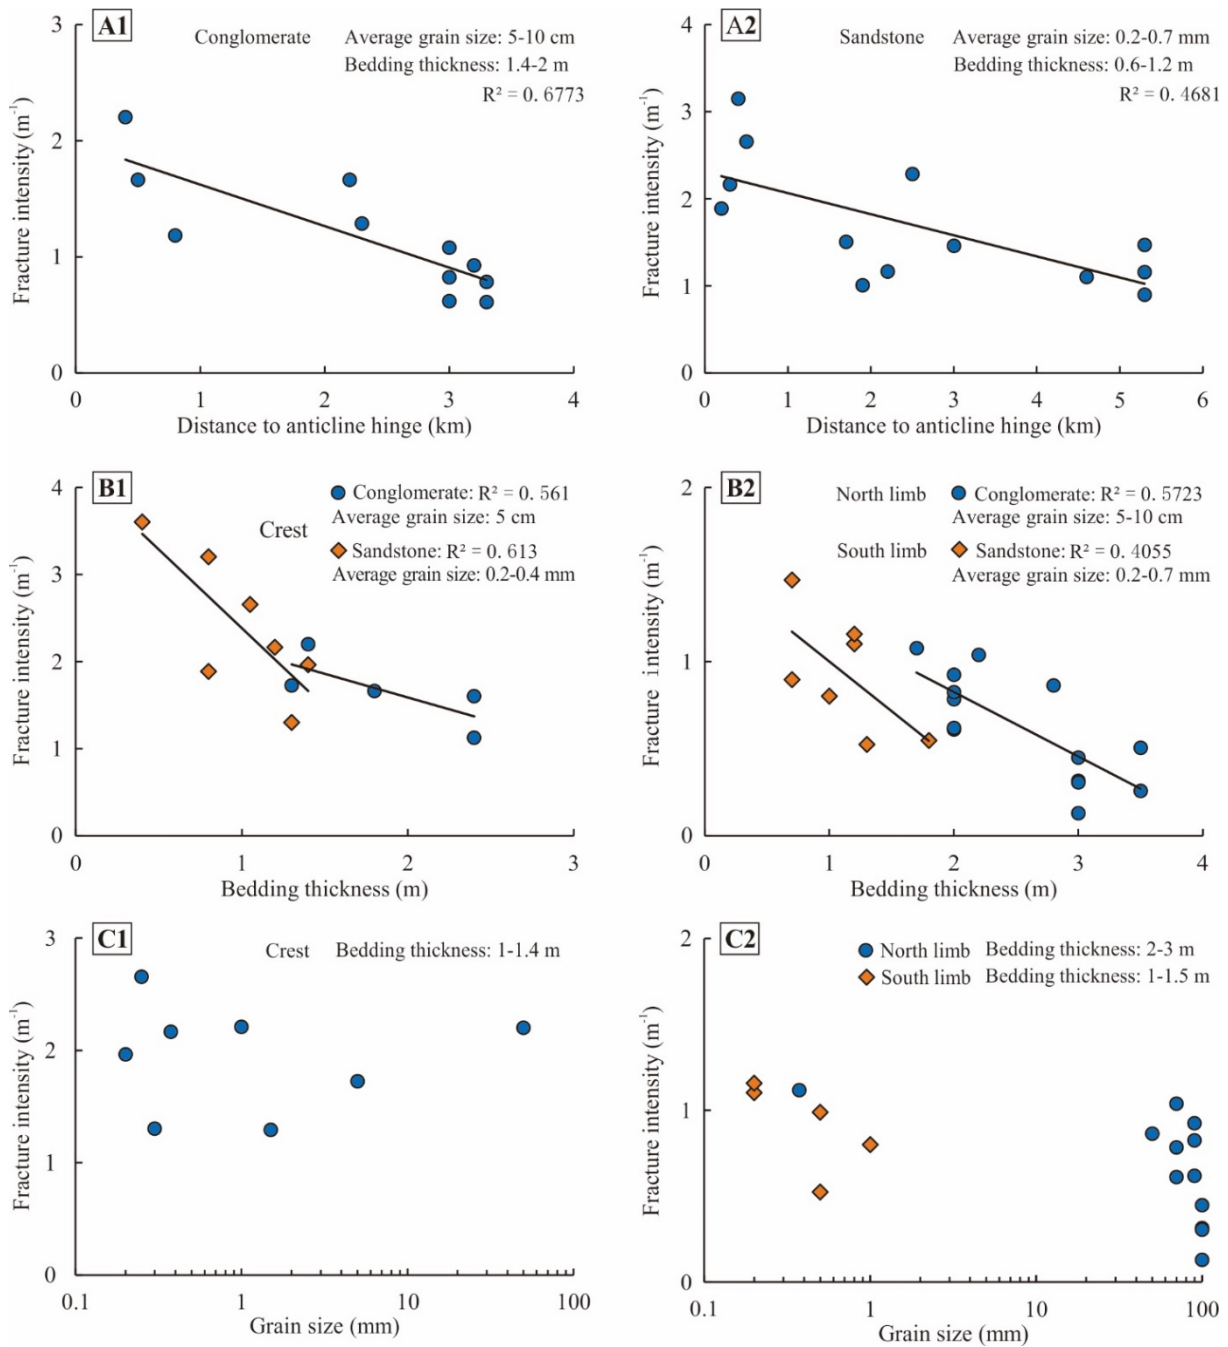 A1
Conglomerate Average grain size: 5-10 cm
Bedding thickness: 1.4-2 m
R² = 0. 6773
3
2
1
0
Fracture intensity (m⁻¹)
0 1 2 3 4
Distance to anticline hinge (km)
A2
Sandstone Average grain size: 0.2-0.7 mm
Bedding thickness: 0.6-1.2 m
R² = 0. 4681
4
3
2
1
0
Fracture intensity (m⁻¹)
0 1 2 3 4 5 6
Distance to anticline hinge (km)
B1
Conglomerate: R² = 0. 561
Average grain size: 5 cm
Crest
Sandstone: R² = 0. 613
Average grain size: 0.2-0.4 mm
4
3
2
1
0
Fracture intensity (m⁻¹)
0 1 2 3
Bedding thickness (m)
B2
North limb Conglomerate: R² = 0. 5723
Average grain size: 5-10 cm
South limb Sandstone: R² = 0. 4055
Average grain size: 0.2-0.7 mm
2
1
0
Fracture intensity (m⁻¹)
0 1 2 3 4
Bedding thickness (m)
C1
Crest Bedding thickness: 1-1.4 m
3
2
1
0
Fracture intensity (m⁻¹)
0.1 1 10 100
Grain size (mm)
C2
North limb Bedding thickness: 2-3 m
South limb Bedding thickness: 1-1.5 m
2
1
0
Fracture intensity (m⁻¹)
0.1 1 10 100
Grain size (mm)